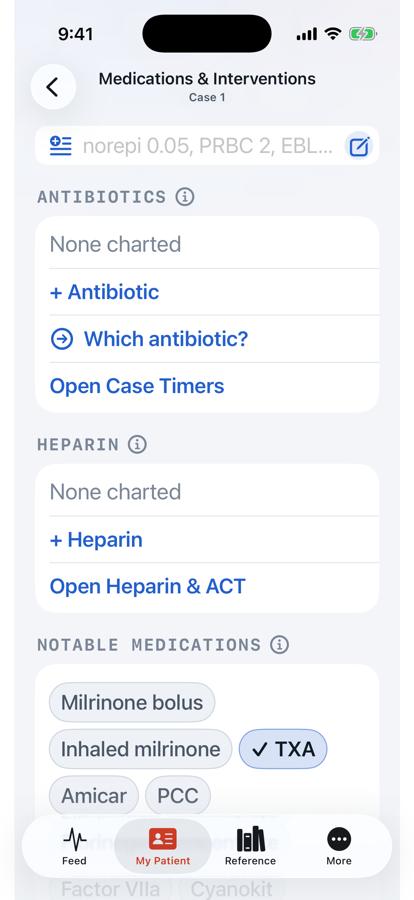 9:41
Medications & Interventions
Case 1
norepi 0.05, PRBC 2, EBL...
ANTIBIOTICS
None charted
+ Antibiotic
Which antibiotic?
Open Case Timers
HEPARIN
None charted
+ Heparin
Open Heparin & ACT
NOTABLE MEDICATIONS
Milrinone bolus
Inhaled milrinone
✓ TXA
Amicar
PCC
Feed
My Patient
Reference
More
Factor VIIa
Cyanokit